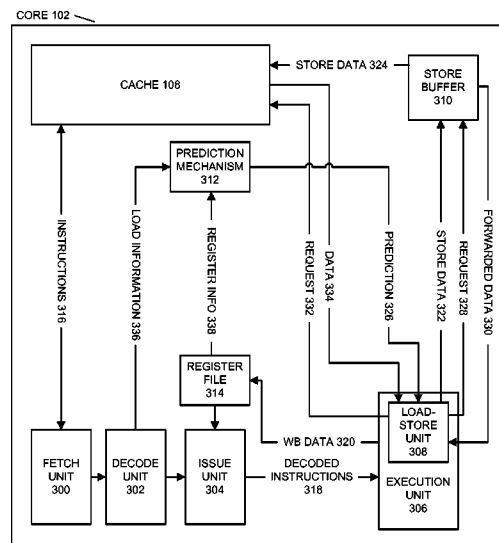 CORE 102
CACHE 108
STORE DATA 324
STORE
BUFFER
310
PREDICTION
MECHANISM
312
INSTRUCTIONS 316
LOAD INFORMATION 336
REGISTER INFO 338
REQUEST 332
DATA 334
PREDICTION 326
STORE DATA 322
REQUEST 328
FORWARDED DATA 330
REGISTER
FILE
314
WB DATA 320
LOAD-
STORE
UNIT
308
FETCH
UNIT
300
DECODE
UNIT
302
ISSUE
UNIT
304
DECODED
INSTRUCTIONS
318
EXECUTION
UNIT
306